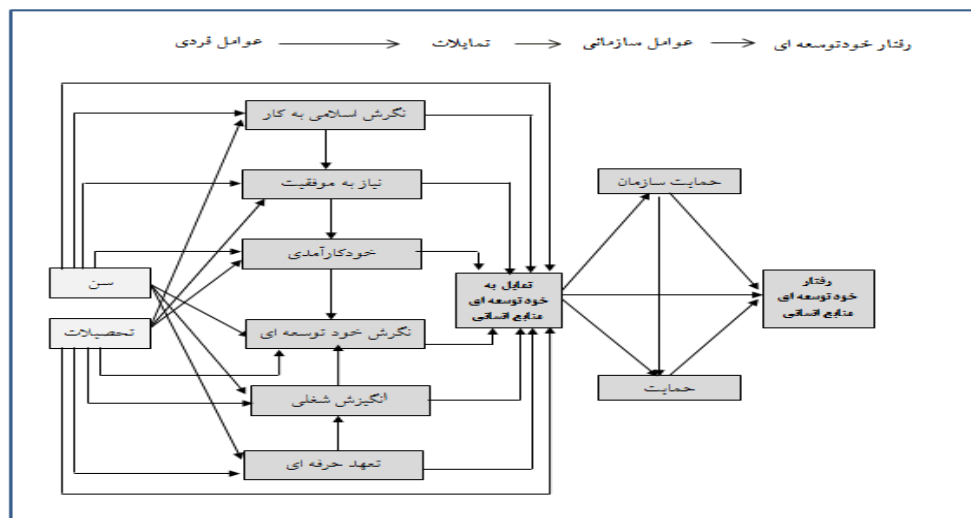 عوامل فردی
تمایلات
عوامل سازمانی
رفتار خودتوسعه ای
نگرش اسلامی به کار
نیاز به موفقیت
خودکارآمدی
نگرش خود توسعه ای
انگیزش شغلی
تعهد حرفه ای
سن
تحصیلات
تمایل به
خود توسعه ای
منابع انسانی
حمایت سازمان
حمایت
رفتار
خود توسعه ای
منابع انسانی